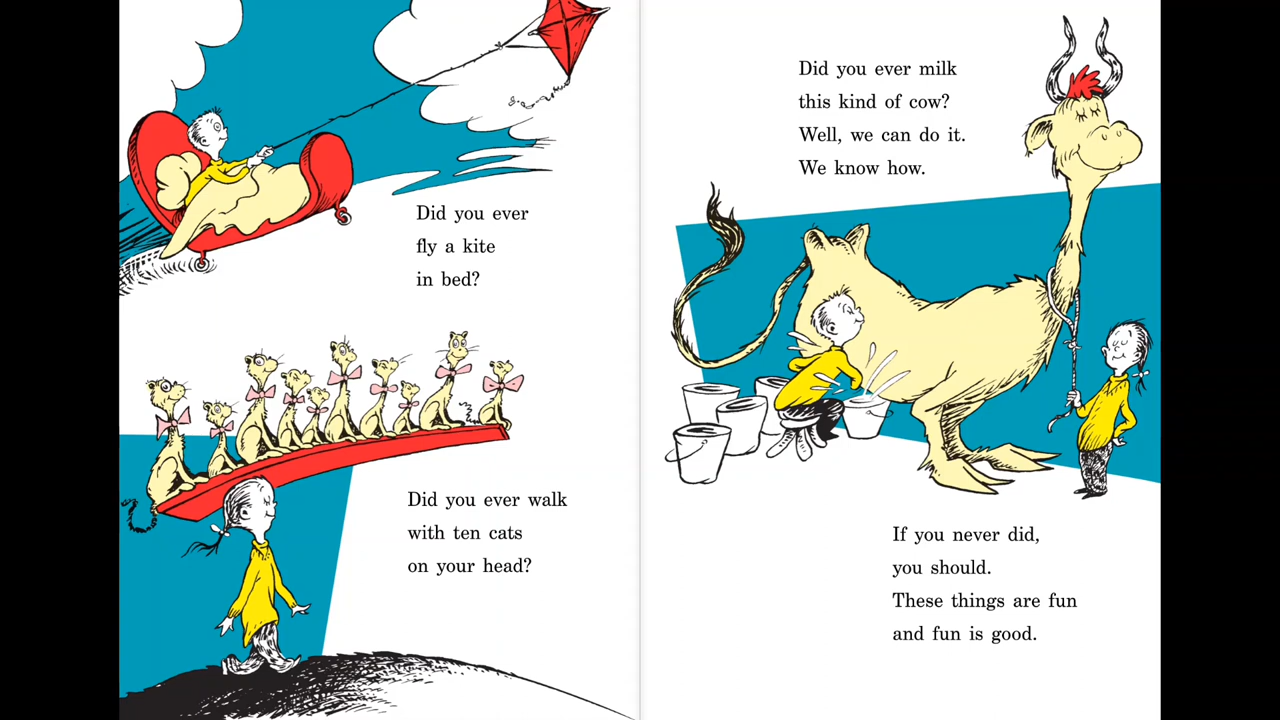 Did you ever
fly a kite
in bed?
Did you ever walk
with ten cats
on your head?
Did you ever milk
this kind of cow?
Well, we can do it.
We know how.
If you never did,
you should.
These things are fun
and fun is good.